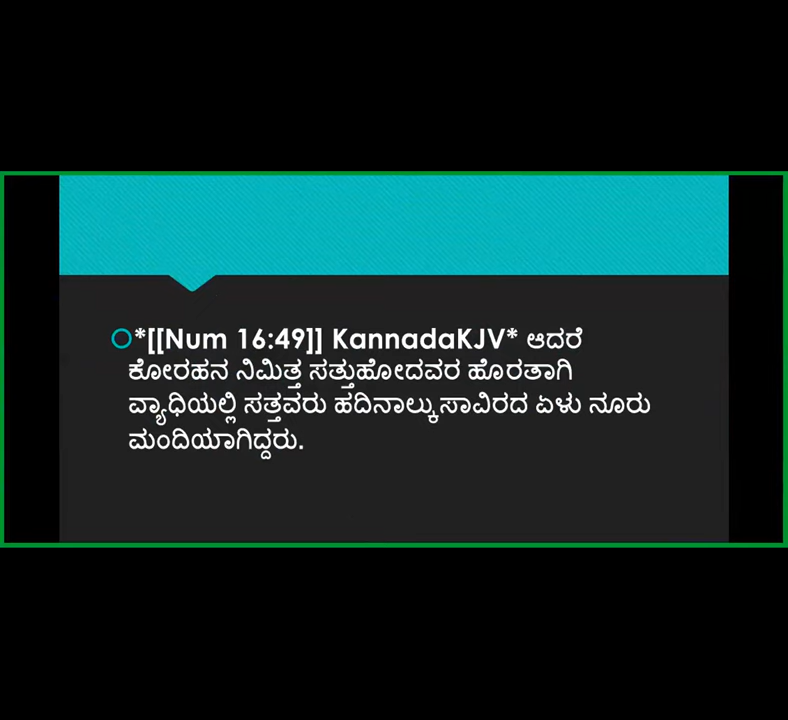 *[[Num 16:49]] KannadaKJV* ಆದರೆ
ಕೋರಹನ ನಿಮಿತ್ತ ಸತ್ತುಹೋದವರ ಹೊರತಾಗಿ
ವ್ಯಾಧಿಯಲ್ಲಿ ಸತ್ತವರು ಹದಿನಾಲ್ಕುಸಾವಿರದ ಏಳು ನೂರು
ಮಂದಿಯಾಗಿದ್ದರು.